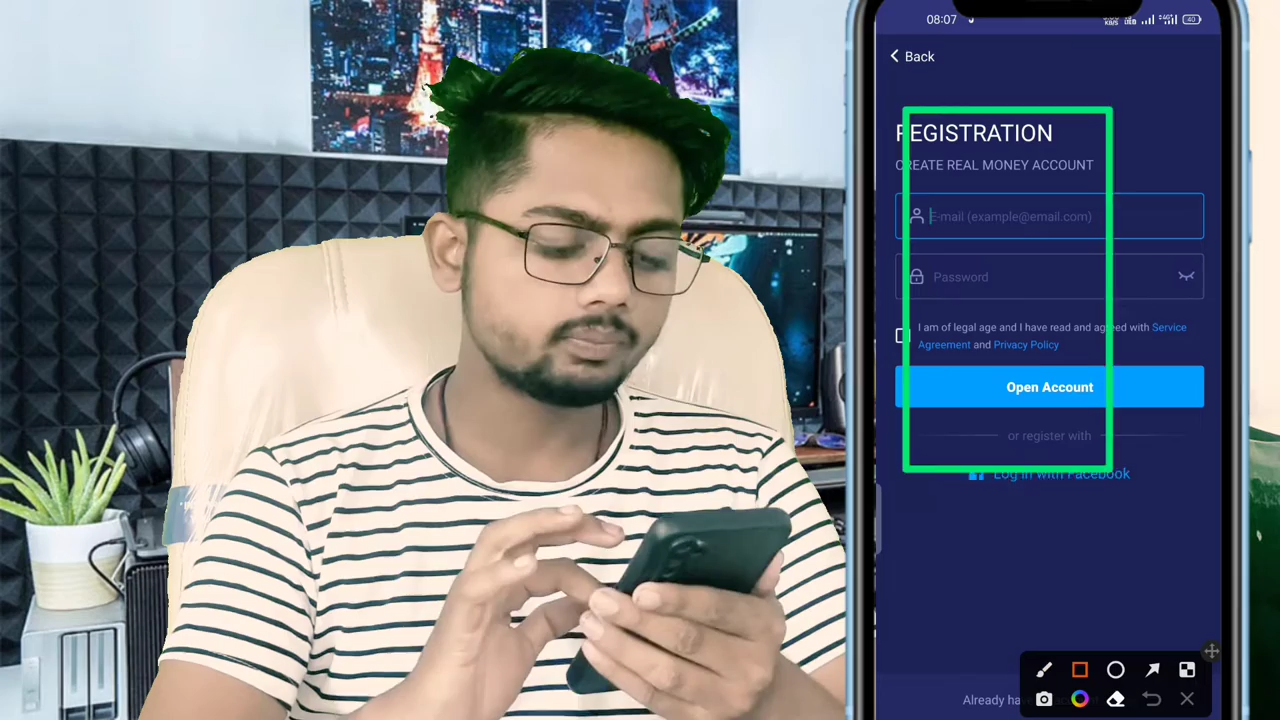 08:07
40
Back
REGISTRATION
CREATE REAL MONEY ACCOUNT
E-mail (example@email.com)
Password
I am of legal age and I have read and agreed with Service
Agreement and Privacy Policy
Open Account
or register with
Log in with Facebook
Already have